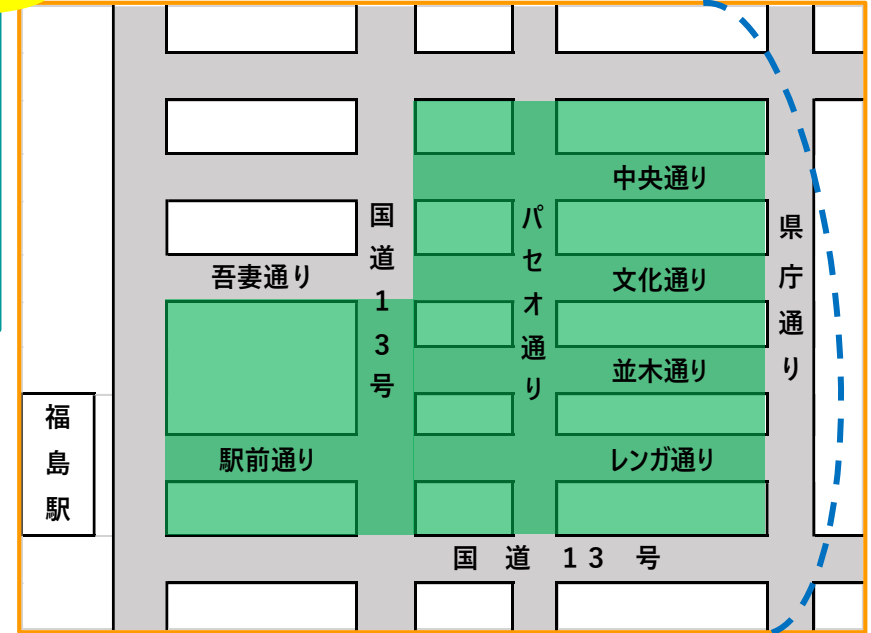 中央通り
国道13号
パセオ通り
県庁通り
吾妻通り
文化通り
並木通り
福島駅
駅前通り
レンガ通り
国道13号